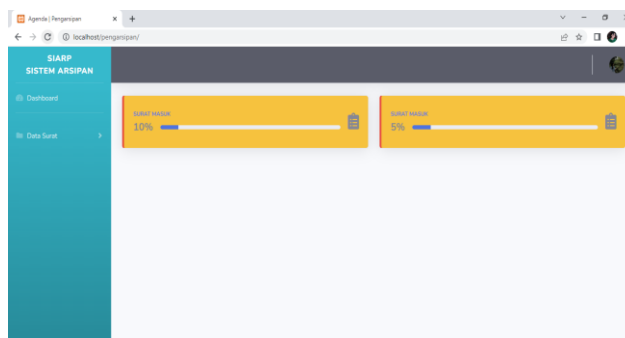 Agenda | Pengarsipan
localhost/pengarsipan/
SIARP
SISTEM ARSIPAN
Dashboard
Data Surat
SURAT MASUK
10%
SURAT MASUK
5%